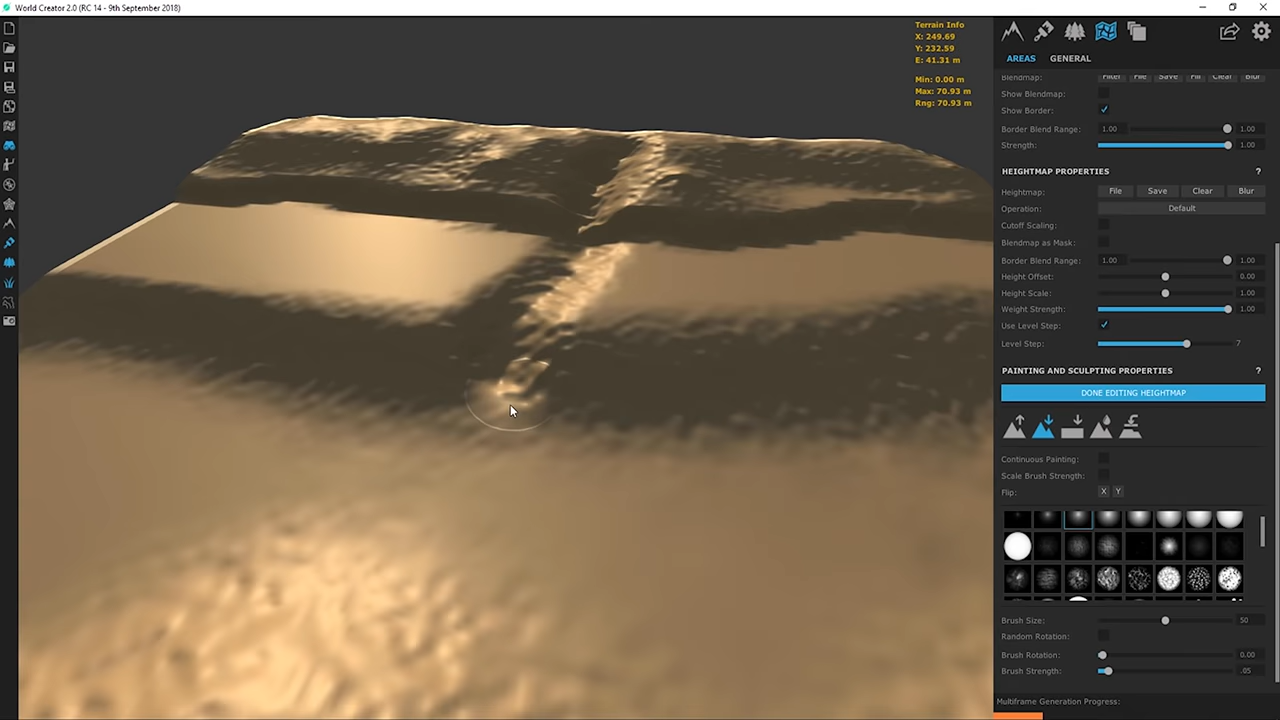 World Creator 2.0 (RC 14 - 9th September 2018)
Terrain Info
X: 249.69
Y: 232.59
E: 41.31 m
Min: 0.00 m
Max: 70.93 m
Rng: 70.93 m
AREAS GENERAL
Blendmap: Filter File Save Fill Clear Blur
Show Blendmap:
Show Border:
Border Blend Range: 1.00 1.00
Strength: 1.00
HEIGHTMAP PROPERTIES ?
Heightmap: File Save Clear Blur
Operation: Default
Cutoff Scaling:
Blendmap as Mask:
Border Blend Range: 1.00 1.00
Height Offset: 0.00
Height Scale: 1.00
Weight Strength: 1.00
Use Level Step:
Level Step: 7
PAINTING AND SCULPTING PROPERTIES ?
DONE EDITING HEIGHTMAP
Continuous Painting:
Scale Brush Strength:
Flip: X Y
Brush Size: 50
Random Rotation:
Brush Rotation: 0.00
Brush Strength: .05
Multiframe Generation Progress: